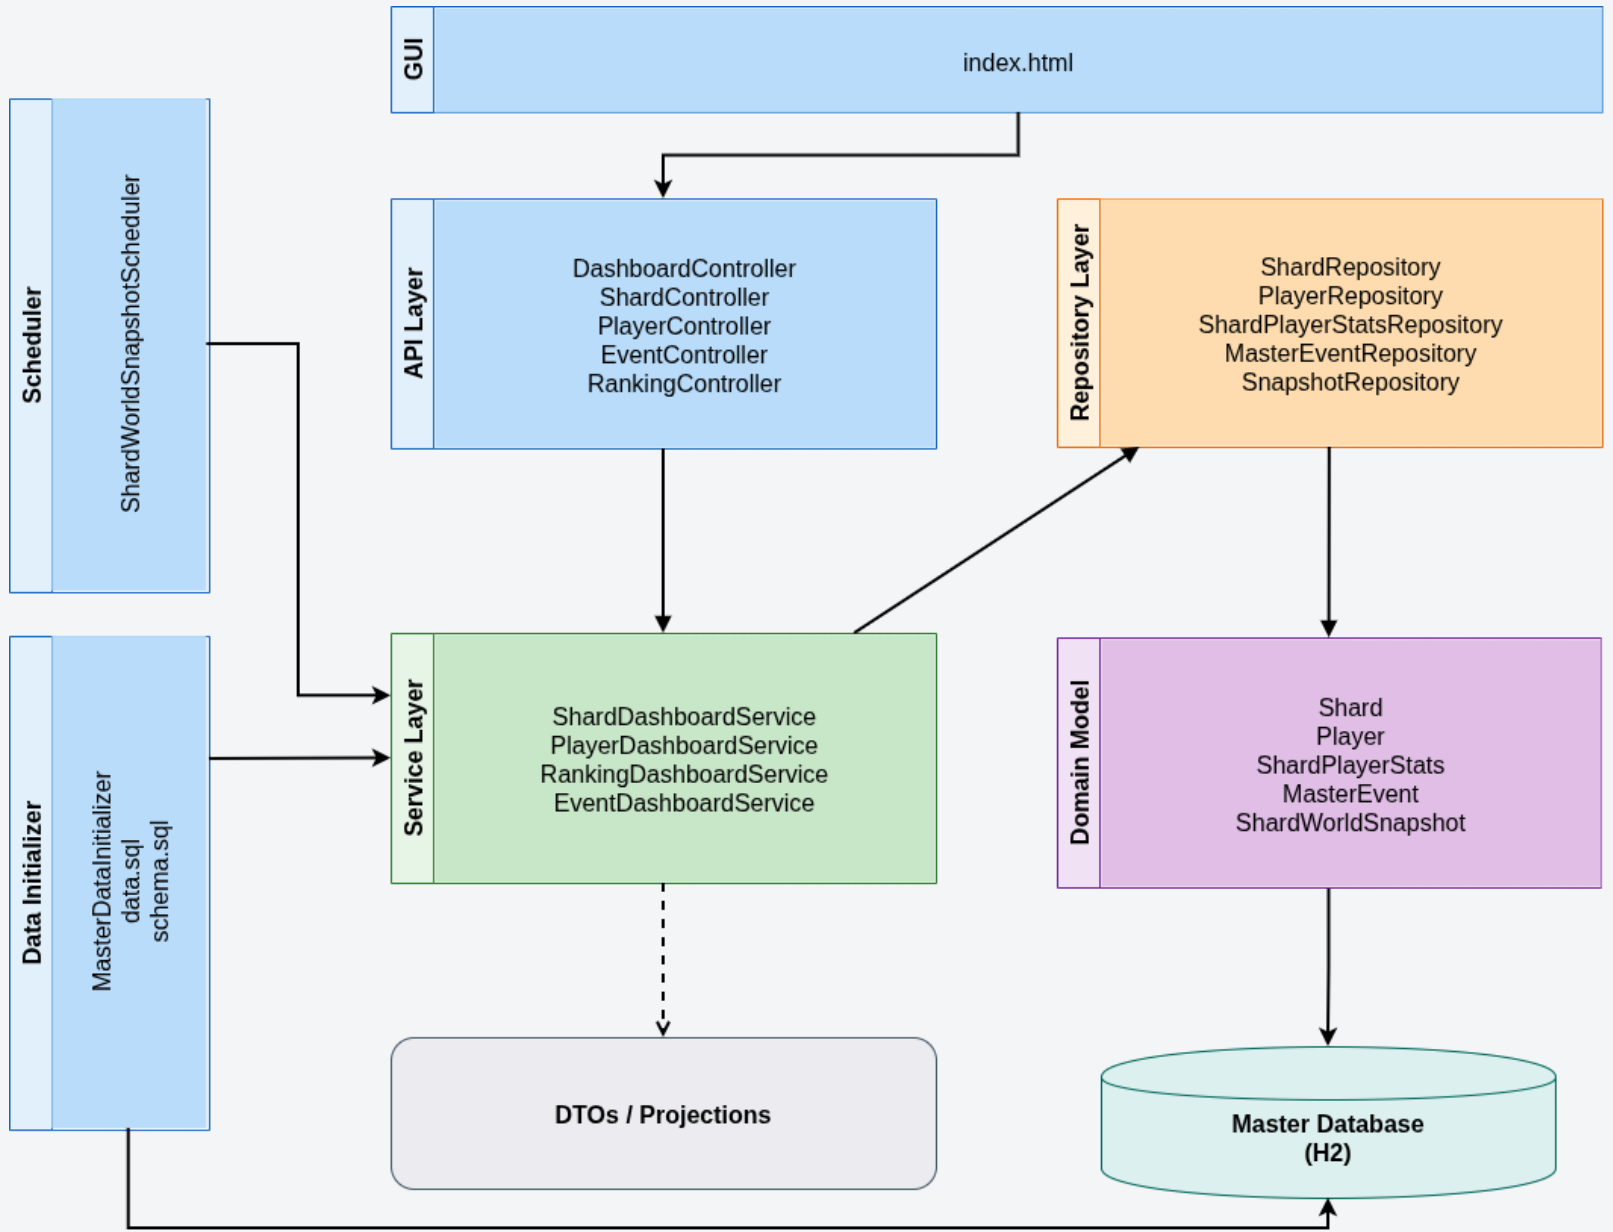 GUI
index.html
Scheduler
ShardWorldSnapshotScheduler
API Layer
DashboardController
ShardController
PlayerController
EventController
RankingController
Repository Layer
ShardRepository
PlayerRepository
ShardPlayerStatsRepository
MasterEventRepository
SnapshotRepository
Data Initializer
MasterDataInitializer
data.sql
schema.sql
Service Layer
ShardDashboardService
PlayerDashboardService
RankingDashboardService
EventDashboardService
Domain Model
Shard
Player
ShardPlayerStats
MasterEvent
ShardWorldSnapshot
DTOs / Projections
Master Database
(H2)